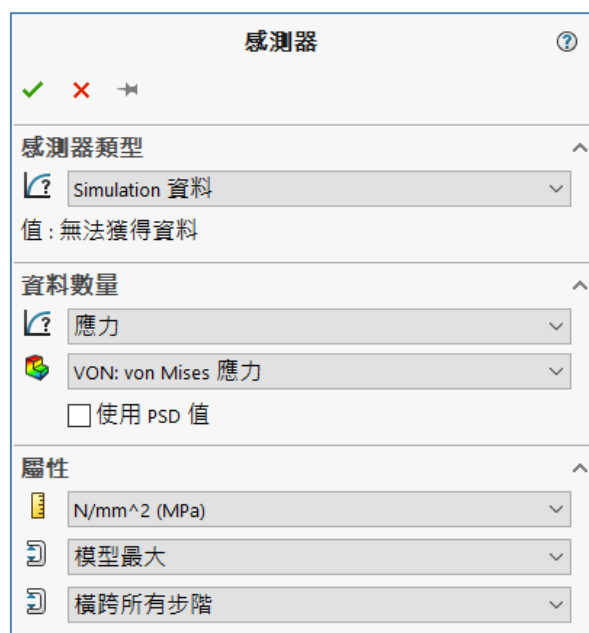 感測器
感測器類型
Simulation 資料
值 : 無法獲得資料
資料數量
應力
VON: von Mises 應力
使用 PSD 值
屬性
N/mm^2 (MPa)
模型最大
橫跨所有步階